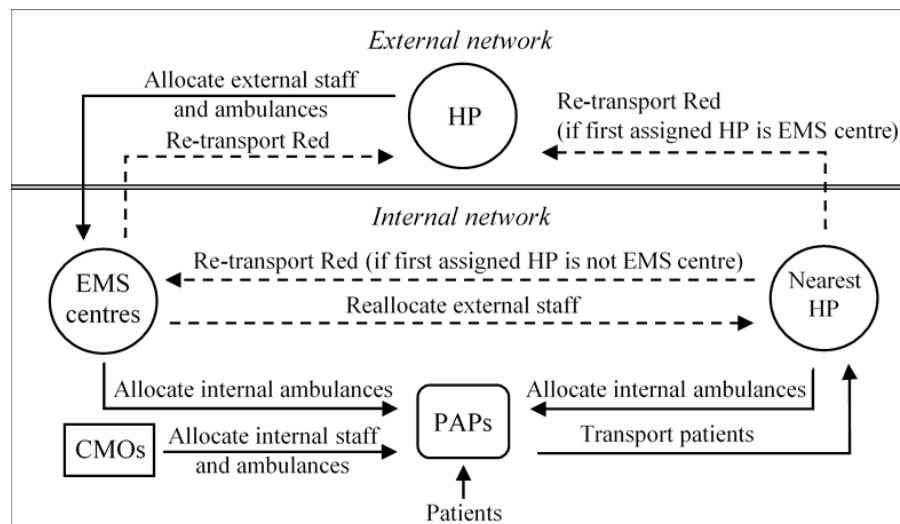 External network
Allocate external staff
and ambulances
HP
Re-transport Red
(if first assigned HP is EMS centre)
Re-transport Red
Internal network
EMS
centres
Re-transport Red (if first assigned HP is not EMS centre)
Reallocate external staff
Nearest
HP
Allocate internal ambulances
Allocate internal ambulances
PAPs
CMOs
Allocate internal staff
and ambulances
Transport patients
Patients